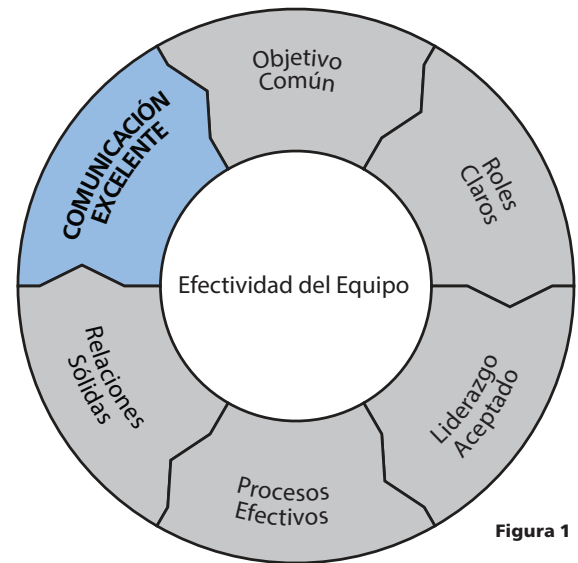 Objetivo
Común
Roles
Claros
Liderazgo
Aceptado
Procesos
Efectivos
Relaciones
Sólidas
COMUNICACIÓN
EXCELENTE
Efectividad del Equipo
Figura 1